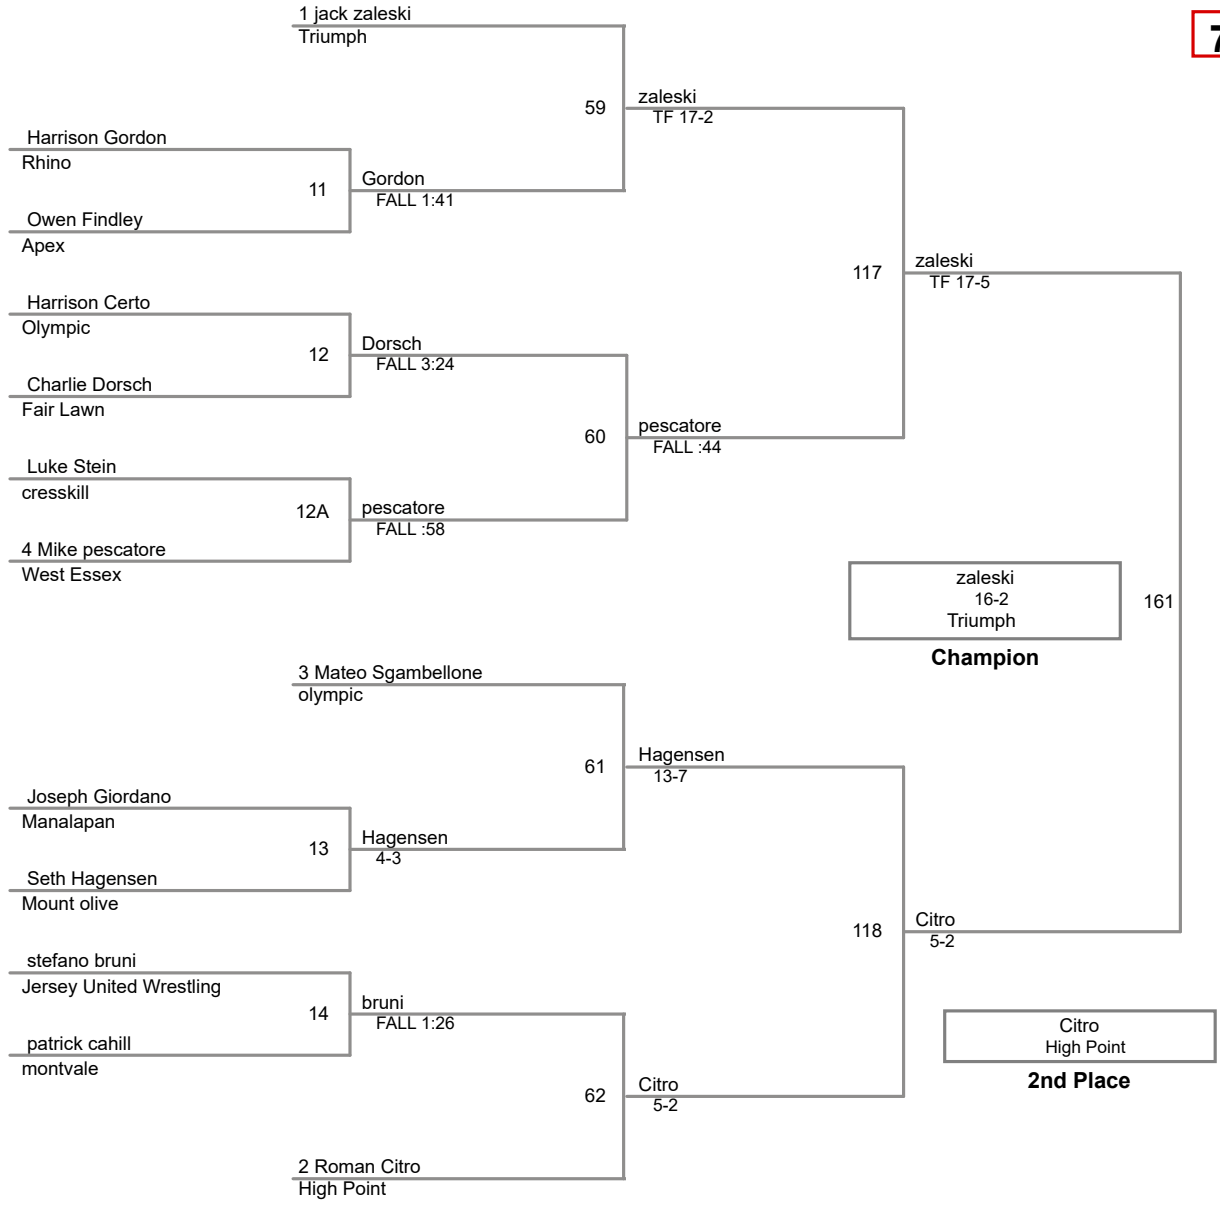 1 jack zaleski
Triumph
7
59
zaleski
TF 17-2
Harrison Gordon
Rhino
11
Gordon
FALL 1:41
Owen Findley
Apex
117
zaleski
TF 17-5
Harrison Certo
Olympic
12
Dorsch
FALL 3:24
Charlie Dorsch
Fair Lawn
60
pescatore
FALL :44
Luke Stein
cresskill
12A
pescatore
FALL :58
4 Mike pescatore
West Essex
zaleski
16-2
Triumph
161
Champion
3 Mateo Sgambellone
olympic
61
Hagensen
13-7
Joseph Giordano
Manalapan
13
Hagensen
4-3
Seth Hagensen
Mount olive
118
Citro
5-2
stefano bruni
Jersey United Wrestling
14
bruni
FALL 1:26
patrick cahill
montvale
Citro
High Point
2nd Place
62
Citro
5-2
2 Roman Citro
High Point